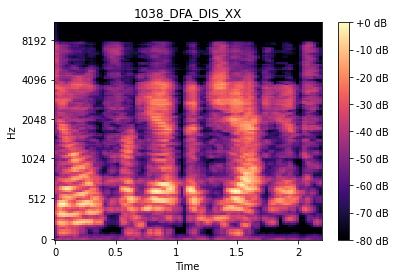 1038_DFA_DIS_XX
8192
4096
2048
1024
512
0
Hz
0
0.5
1
1.5
2
Time
+0 dB
-10 dB
-20 dB
-30 dB
-40 dB
-50 dB
-60 dB
-70 dB
-80 dB